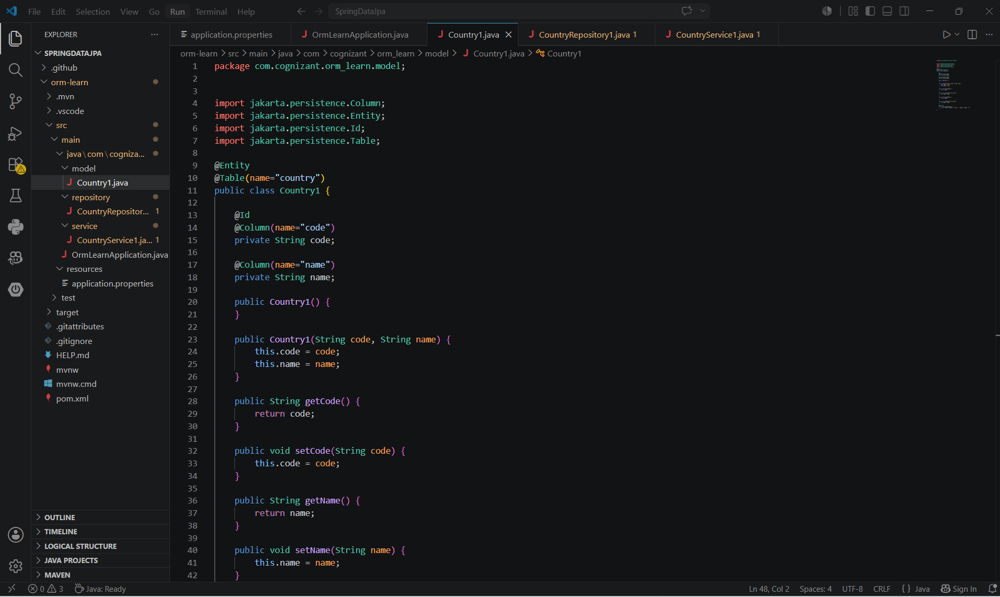 File Edit Selection View Go Run Terminal Help
SpringDataJpa
EXPLORER
SPRINGDATAJPA
.github
orm-learn
.mvn
.vscode
src
main
java\com\cogniza...
model
Country1.java
repository
CountryRepositor... 1
service
CountryService1.ja... 1
OrmLearnApplication.java
resources
application.properties
test
target
.gitattributes
.gitignore
HELP.md
mvnw
mvnw.cmd
pom.xml
OUTLINE
TIMELINE
LOGICAL STRUCTURE
JAVA PROJECTS
MAVEN
application.properties
OrmLearnApplication.java
Country1.java
CountryRepository1.java 1
CountryService1.java 1
orm-learn > src > main > java > com > cognizant > orm_learn > model > Country1.java > Country1
1 package com.cognizant.orm_learn.model;
2
3
4 import jakarta.persistence.Column;
5 import jakarta.persistence.Entity;
6 import jakarta.persistence.Id;
7 import jakarta.persistence.Table;
8
9 @Entity
10 @Table(name="country")
11 public class Country1 {
12
13 @Id
14 @Column(name="code")
15 private String code;
16
17 @Column(name="name")
18 private String name;
19
20 public Country1() {
21 }
22
23 public Country1(String code, String name) {
24 this.code = code;
25 this.name = name;
26 }
27
28 public String getCode() {
29 return code;
30 }
31
32 public void setCode(String code) {
33 this.code = code;
34 }
35
36 public String getName() {
37 return name;
38 }
39
40 public void setName(String name) {
41 this.name = name;
42 }
0 3 Java: Ready
Ln 48, Col 2 Spaces: 4 UTF-8 CRLF {} Java Sign In